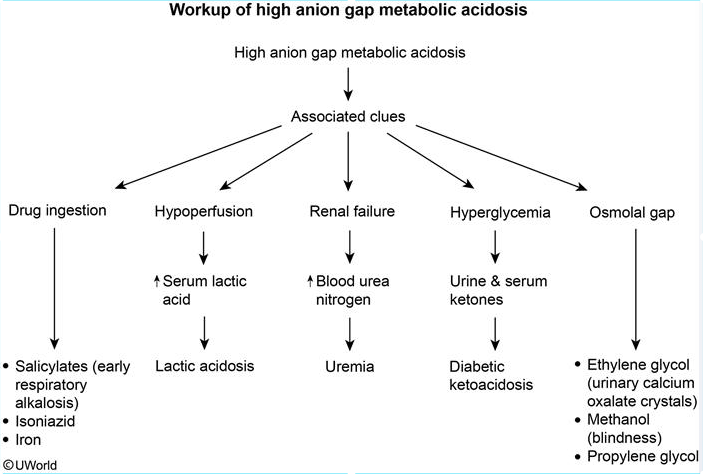 Workup of high anion gap metabolic acidosis
High anion gap metabolic acidosis
Associated clues
Drug ingestion
Hypoperfusion
Renal failure
Hyperglycemia
Osmolal gap
↑ Serum lactic
acid
↑ Blood urea
nitrogen
Urine & serum
ketones
• Salicylates (early
respiratory
alkalosis)
• Isoniazid
• Iron
Lactic acidosis
Uremia
Diabetic
ketoacidosis
• Ethylene glycol
(urinary calcium
oxalate crystals)
• Methanol
(blindness)
• Propylene glycol
©UWorld